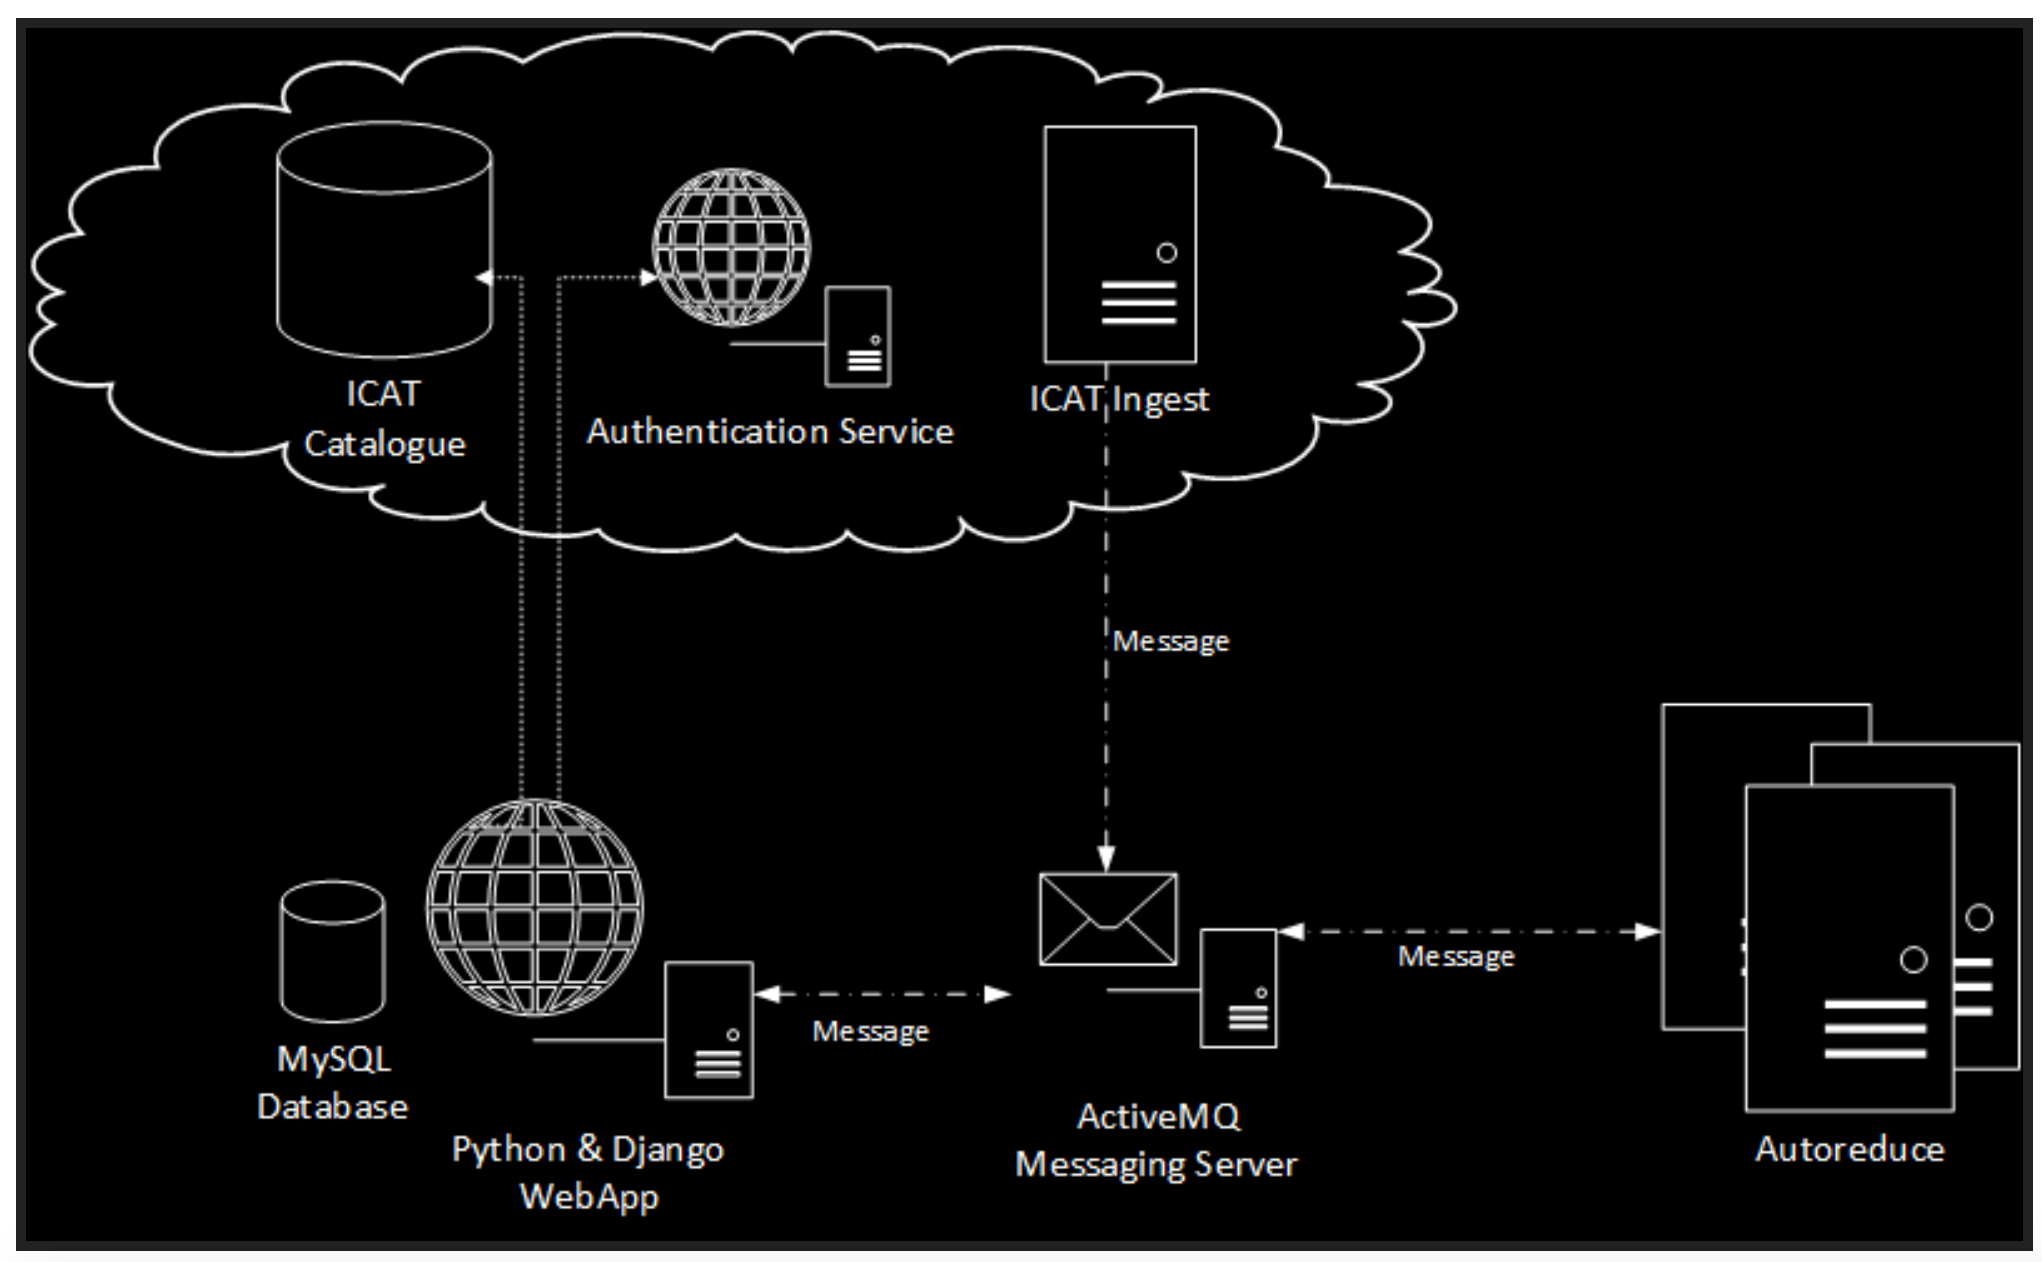 ICAT
Catalogue
Authentication Service
ICAT Ingest
Message
MySQL
Database
Python & Django
WebApp
Message
ActiveMQ
Messaging Server
Message
Autoreduce